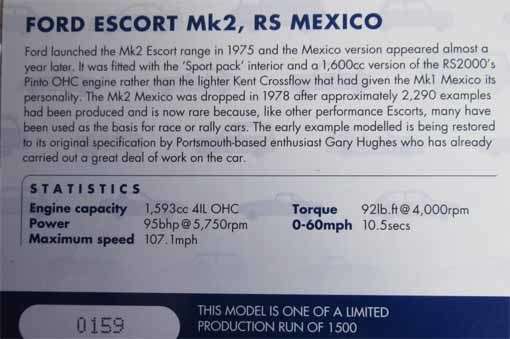 FORD ESCORT Mk2, RS MEXICO
Ford launched the Mk2 Escort range in 1975 and the Mexico version appeared almost a
year later. It was fitted with the 'Sport pack' interior and a 1,600cc version of the RS2000's
Pinto OHC engine rather than the lighter Kent Crossflow that had given the Mk1 Mexico its
personality. The Mk2 Mexico was dropped in 1978 after approximately 2,290 examples
had been produced and is now rare because, like other performance Escorts, many have
been used as the basis for race or rally cars. The early example modelled is being restored
to its original specification by Portsmouth-based enthusiast Gary Hughes who has already
carried out a great deal of work on the car.
STATISTICS
Engine capacity 1,593cc 4IL OHC
Power 95bhp@5,750rpm
Maximum speed 107.1mph
Torque 92lb.ft@4,000rpm
0-60mph 10.5secs
0159
THIS MODEL IS ONE OF A LIMITED
PRODUCTION RUN OF 1500